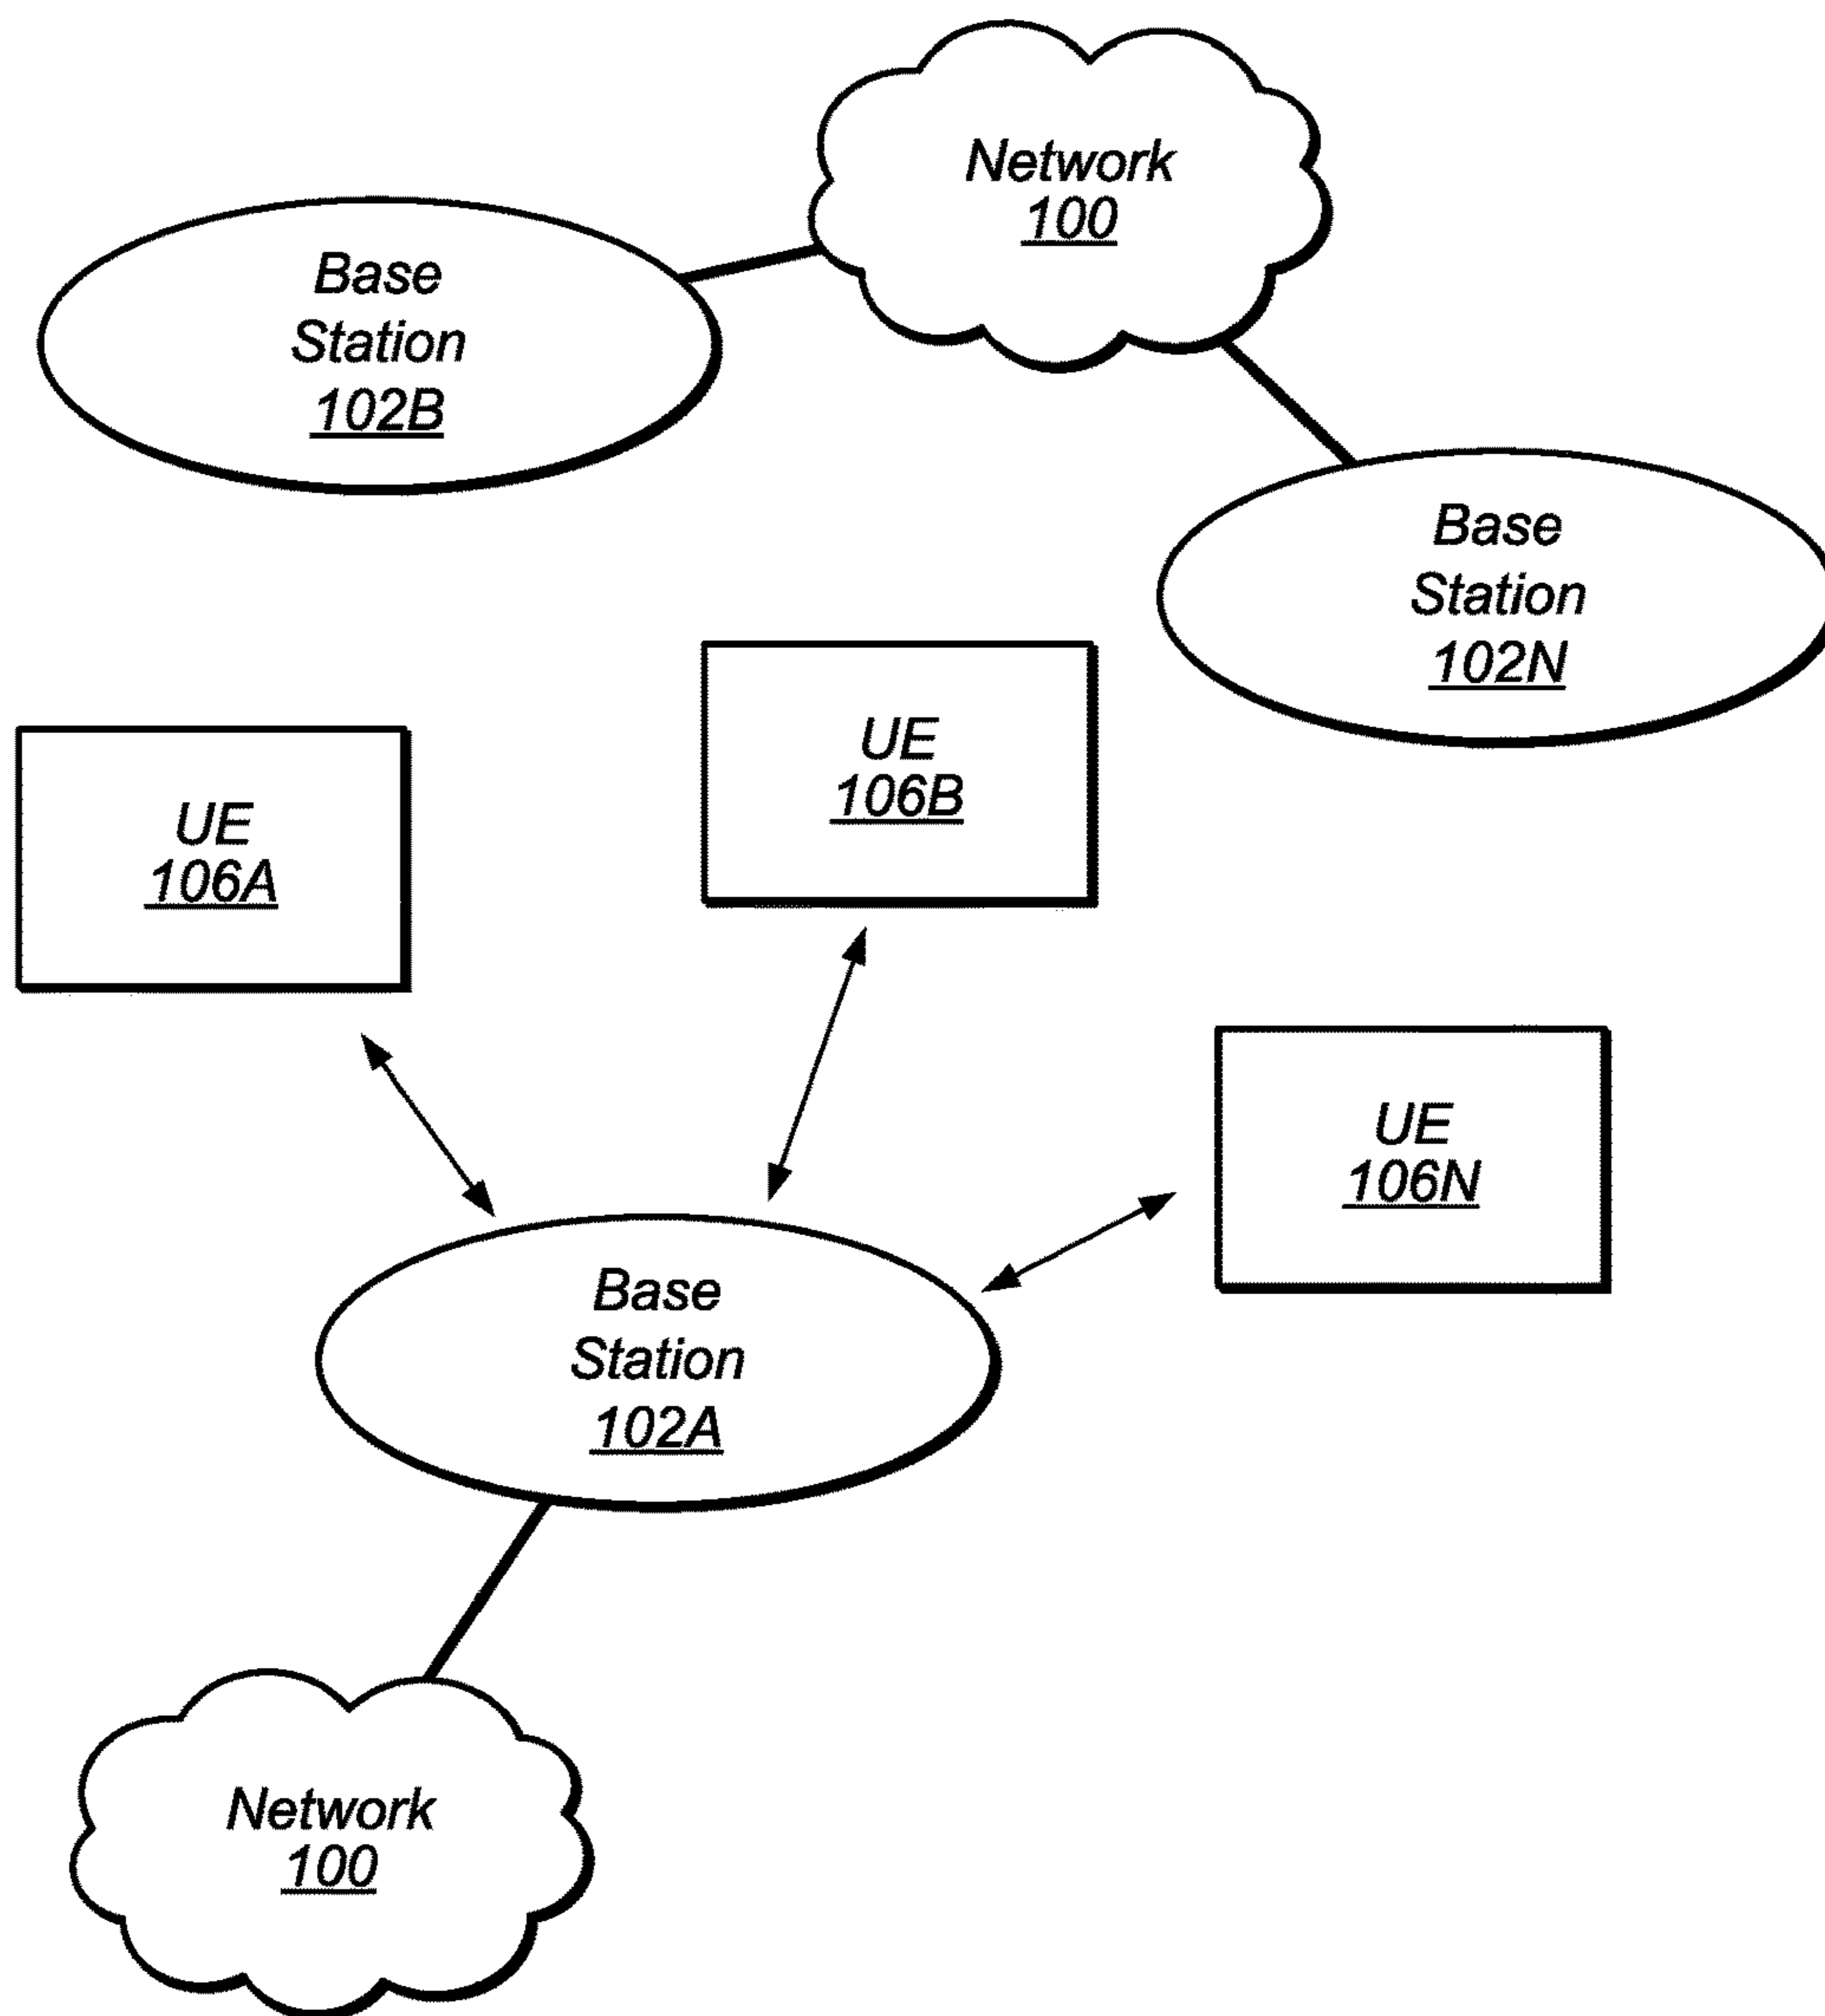 Network
100
Base
Station
102B
Base
Station
102N
UE
106B
UE
106A
UE
106N
Base
Station
102A
Network
100